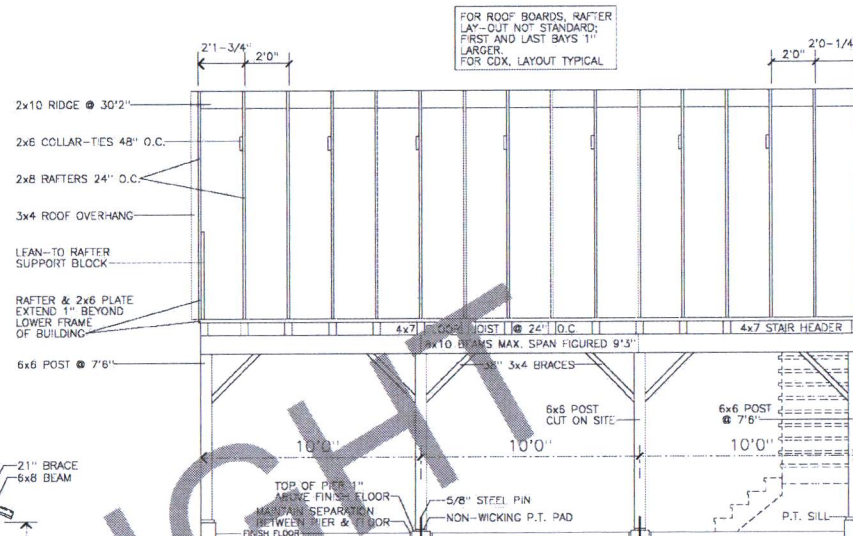 FOR ROOF BOARDS, RAFTER
LAY-OUT NOT STANDARD;
FIRST AND LAST BAYS 1"
LARGER.
FOR CDX, LAYOUT TYPICAL
2'1-3/4"
2'0"
2'0"
2'0-1/4
2x10 RIDGE @ 30'2"
2x6 COLLAR-TIES 48" O.C.
2x8 RAFTERS 24" O.C.
3x4 ROOF OVERHANG
LEAN-TO RAFTER
SUPPORT BLOCK
RAFTER & 2x6 PLATE
EXTEND 1" BEYOND
LOWER FRAME
OF BUILDING
4x7 FLOOR JOIST @ 24" O.C.
4x7 STAIR HEADER
8x10 BEAMS MAX. SPAN FIGURED 9'3"
6x6 POST @ 7'6"
38" 3x4 BRACES
6x6 POST
CUT ON SITE
6x6 POST
@ 7'6"
10'0"
10'0"
10'0"
21" BRACE
6x8 BEAM
TOP OF PIER 1"
ABOVE FINISH FLOOR
MAINTAIN SEPARATION
BETWEEN PIER & FLOOR
FINISH FLOOR
5/8" STEEL PIN
NON-WICKING P.T. PAD
P.T. SILL
IGHT